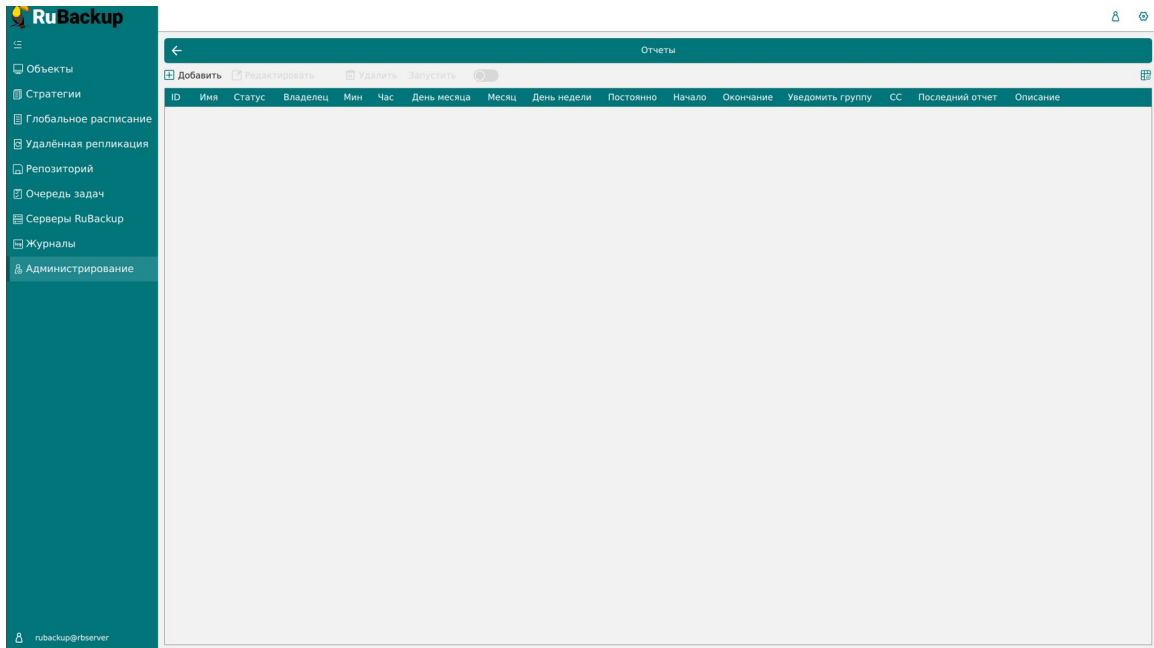 RuBackup
Отчеты
Объекты
Стратегии
Глобальное расписание
Удалённая репликация
Репозиторий
Очередь задач
Серверы RuBackup
Журналы
Администрирование
Добавить Редактировать Удалить Запустить
ID Имя Статус Владелец Мин Час День месяца Месяц День недели Постоянно Начало Окончание Уведомить группу CC Последний отчет Описание
rubackup@rbserver